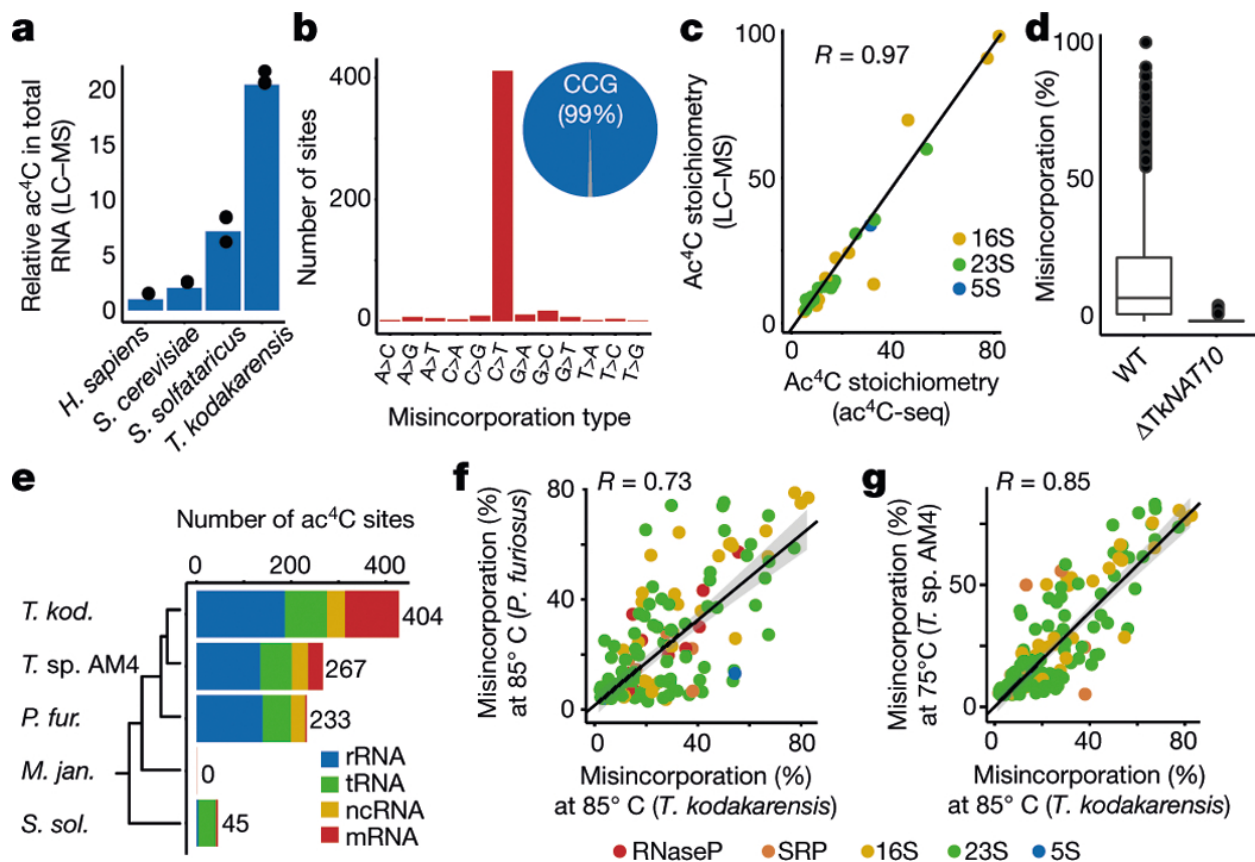 a
Relative ac⁴C in total
RNA (LC–MS)
20
15
10
5
0
H. sapiens
S. cerevisiae
S. solfataricus
T. kodakarensis
b
Number of sites
400
200
0
CCG
(99%)
A>C
A>G
A>T
C>A
C>G
C>T
G>A
G>C
G>T
T>A
T>C
T>G
Misincorporation type
c
Ac⁴C stoichiometry
(LC–MS)
100
50
0
R = 0.97
16S
23S
5S
0
40
80
Ac⁴C stoichiometry
(ac⁴C-seq)
d
Misincorporation (%)
100
50
0
WT
ΔTkNAT10
e
Number of ac⁴C sites
0 200 400
T. kod.
404
T. sp. AM4
267
P. fur.
233
M. jan.
0
S. sol.
45
rRNA
tRNA
ncRNA
mRNA
f
Misincorporation (%)
at 85° C (P. furiosus)
80
40
0
R = 0.73
0 40 80
Misincorporation (%)
at 85° C (T. kodakarensis)
g
Misincorporation (%)
at 75°C (T. sp. AM4)
50
0
R = 0.85
0 40 80
Misincorporation (%)
at 85° C (T. kodakarensis)
RNaseP SRP 16S 23S 5S